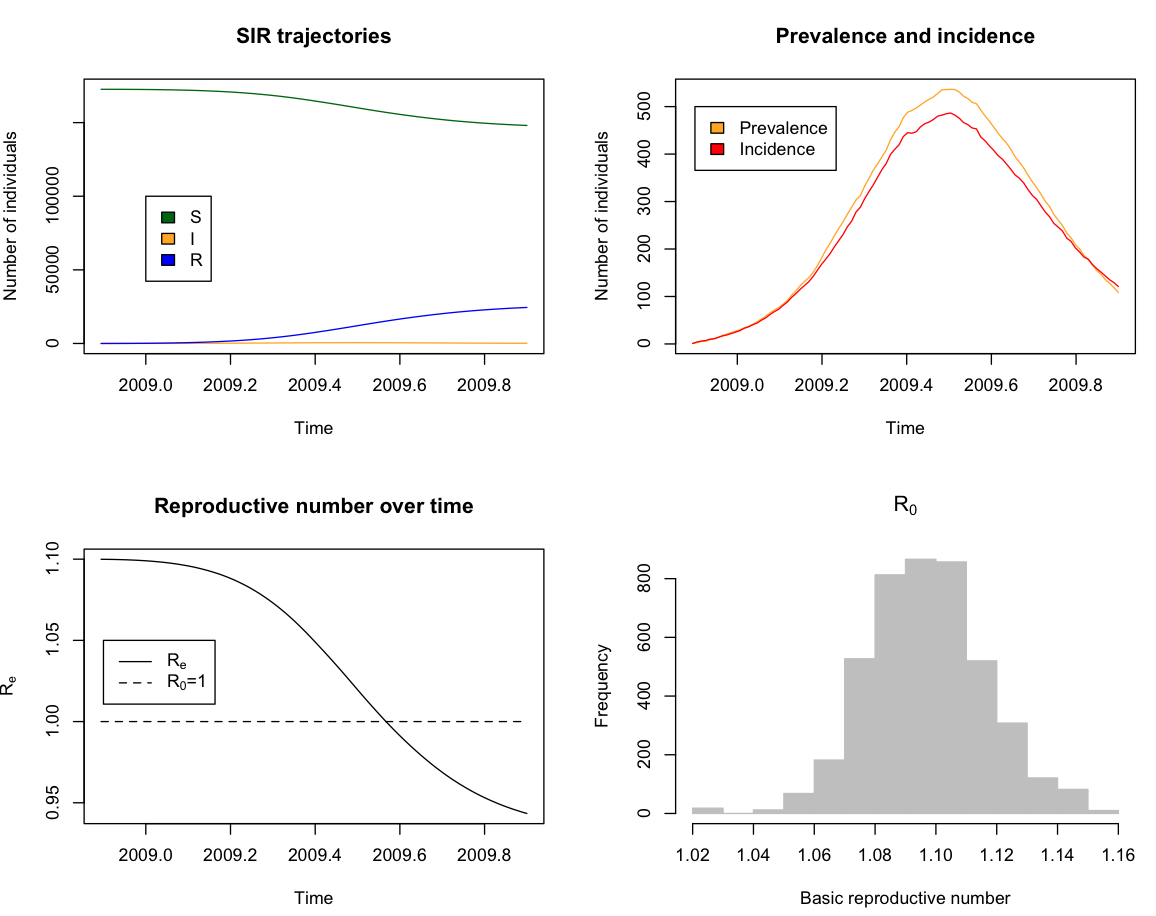 SIR trajectories
Number of individuals
100000
50000
0
S
I
R
2009.0 2009.2 2009.4 2009.6 2009.8
Time
Prevalence and incidence
Number of individuals
500
400
300
200
100
0
Prevalence
Incidence
2009.0 2009.2 2009.4 2009.6 2009.8
Time
Reproductive number over time
Re
1.10
1.05
1.00
0.95
Re
R0=1
2009.0 2009.2 2009.4 2009.6 2009.8
Time
R0
Frequency
800
600
400
200
0
1.02 1.04 1.06 1.08 1.10 1.12 1.14 1.16
Basic reproductive number